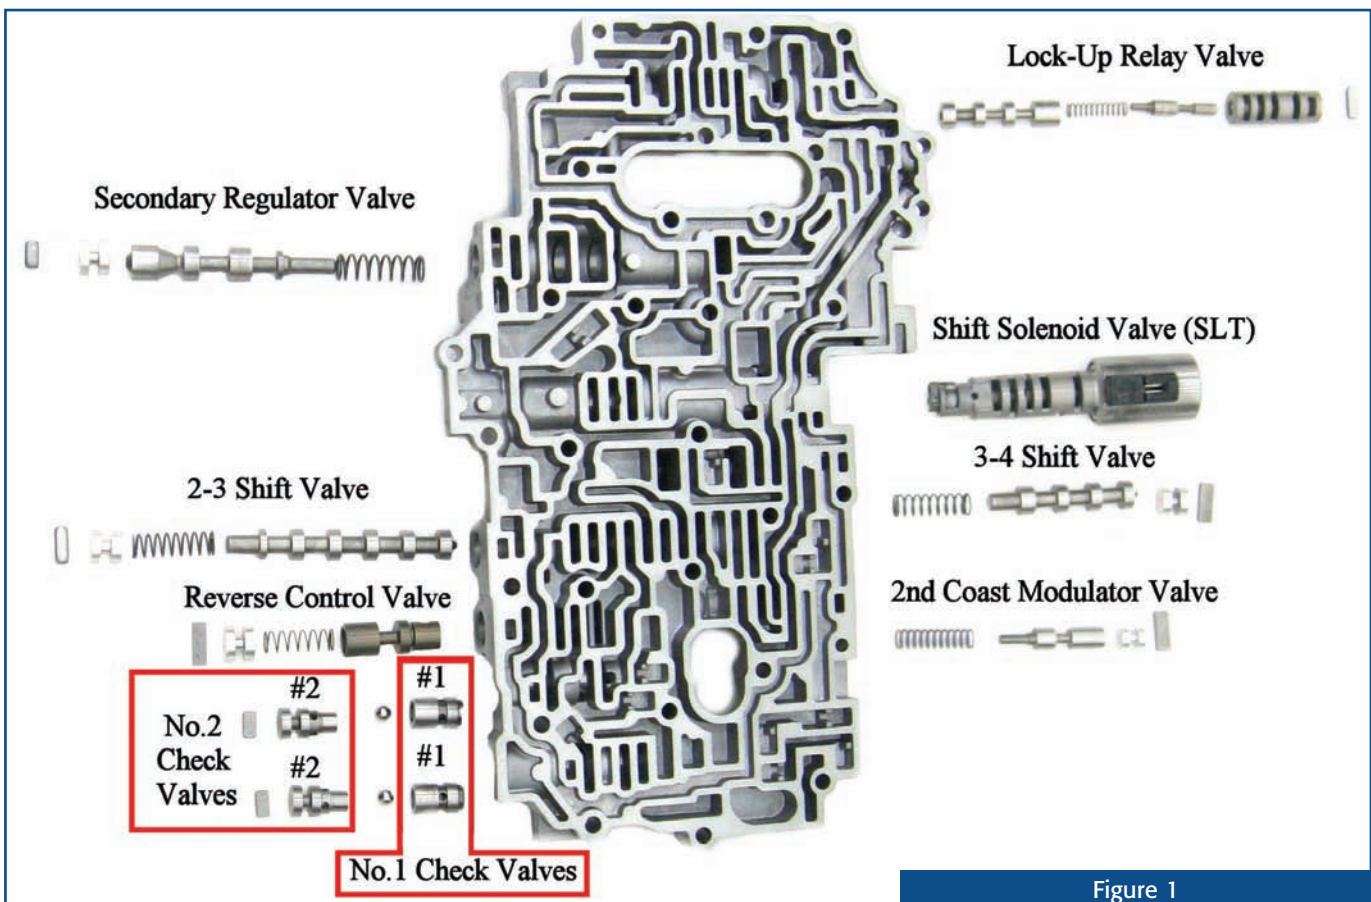 Lock-Up Relay Valve
Secondary Regulator Valve
Shift Solenoid Valve (SLT)
3-4 Shift Valve
2-3 Shift Valve
2nd Coast Modulator Valve
Reverse Control Valve
#2
#1
No.2
Check
Valves
#2
#1
No.1 Check Valves
Figure 1